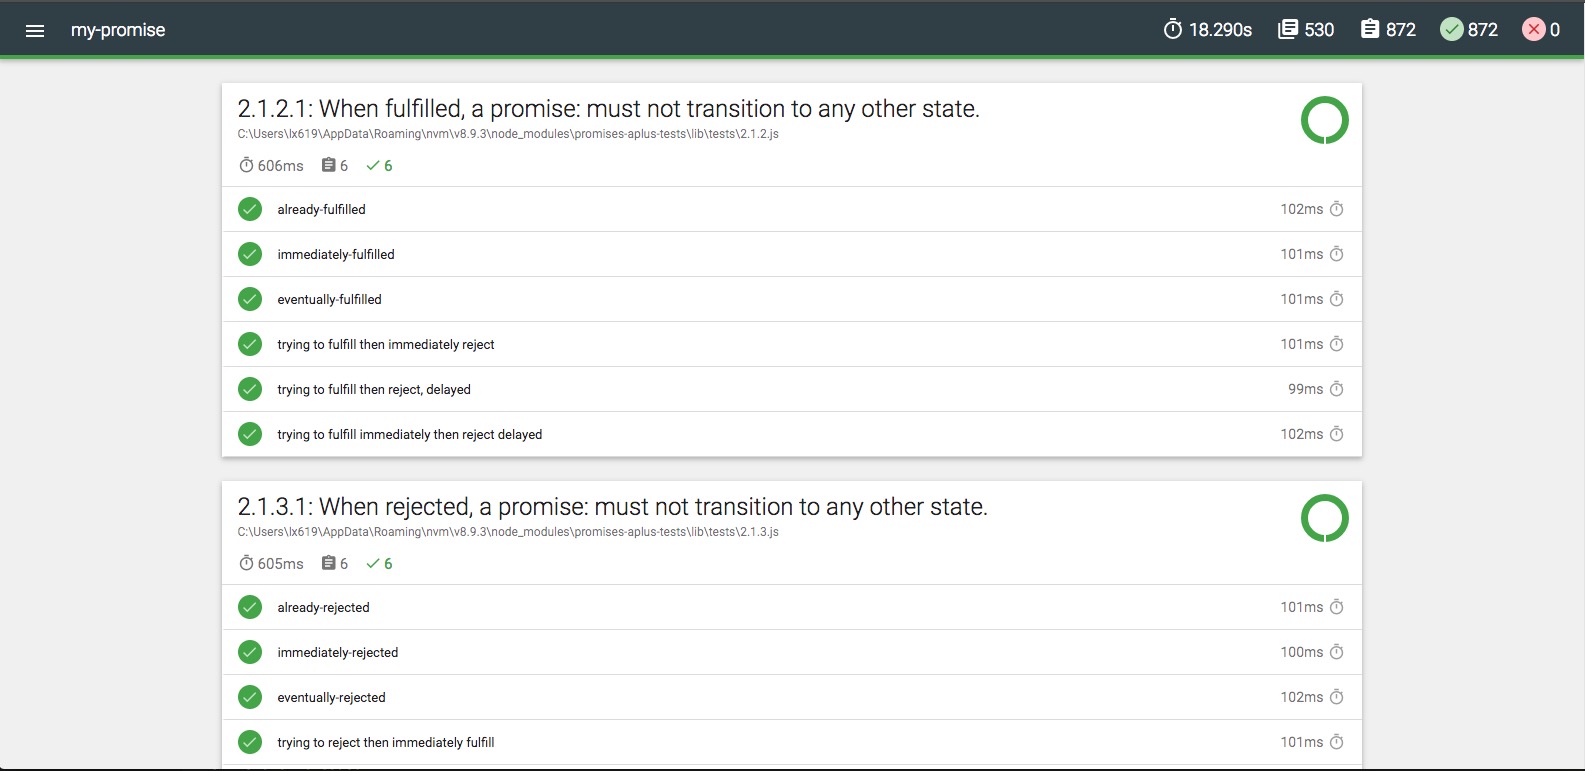 my-promise 18.290s 530 872 872 0
2.1.2.1: When fulfilled, a promise: must not transition to any other state.
C:\Users\lx619\AppData\Roaming\nvm\v8.9.3\node_modules\promises-aplus-tests\lib\tests\2.1.2.js
606ms 6 6
already-fulfilled 102ms
immediately-fulfilled 101ms
eventually-fulfilled 101ms
trying to fulfill then immediately reject 101ms
trying to fulfill then reject, delayed 99ms
trying to fulfill immediately then reject delayed 102ms
2.1.3.1: When rejected, a promise: must not transition to any other state.
C:\Users\lx619\AppData\Roaming\nvm\v8.9.3\node_modules\promises-aplus-tests\lib\tests\2.1.3.js
605ms 6 6
already-rejected 101ms
immediately-rejected 100ms
eventually-rejected 102ms
trying to reject then immediately fulfill 101ms